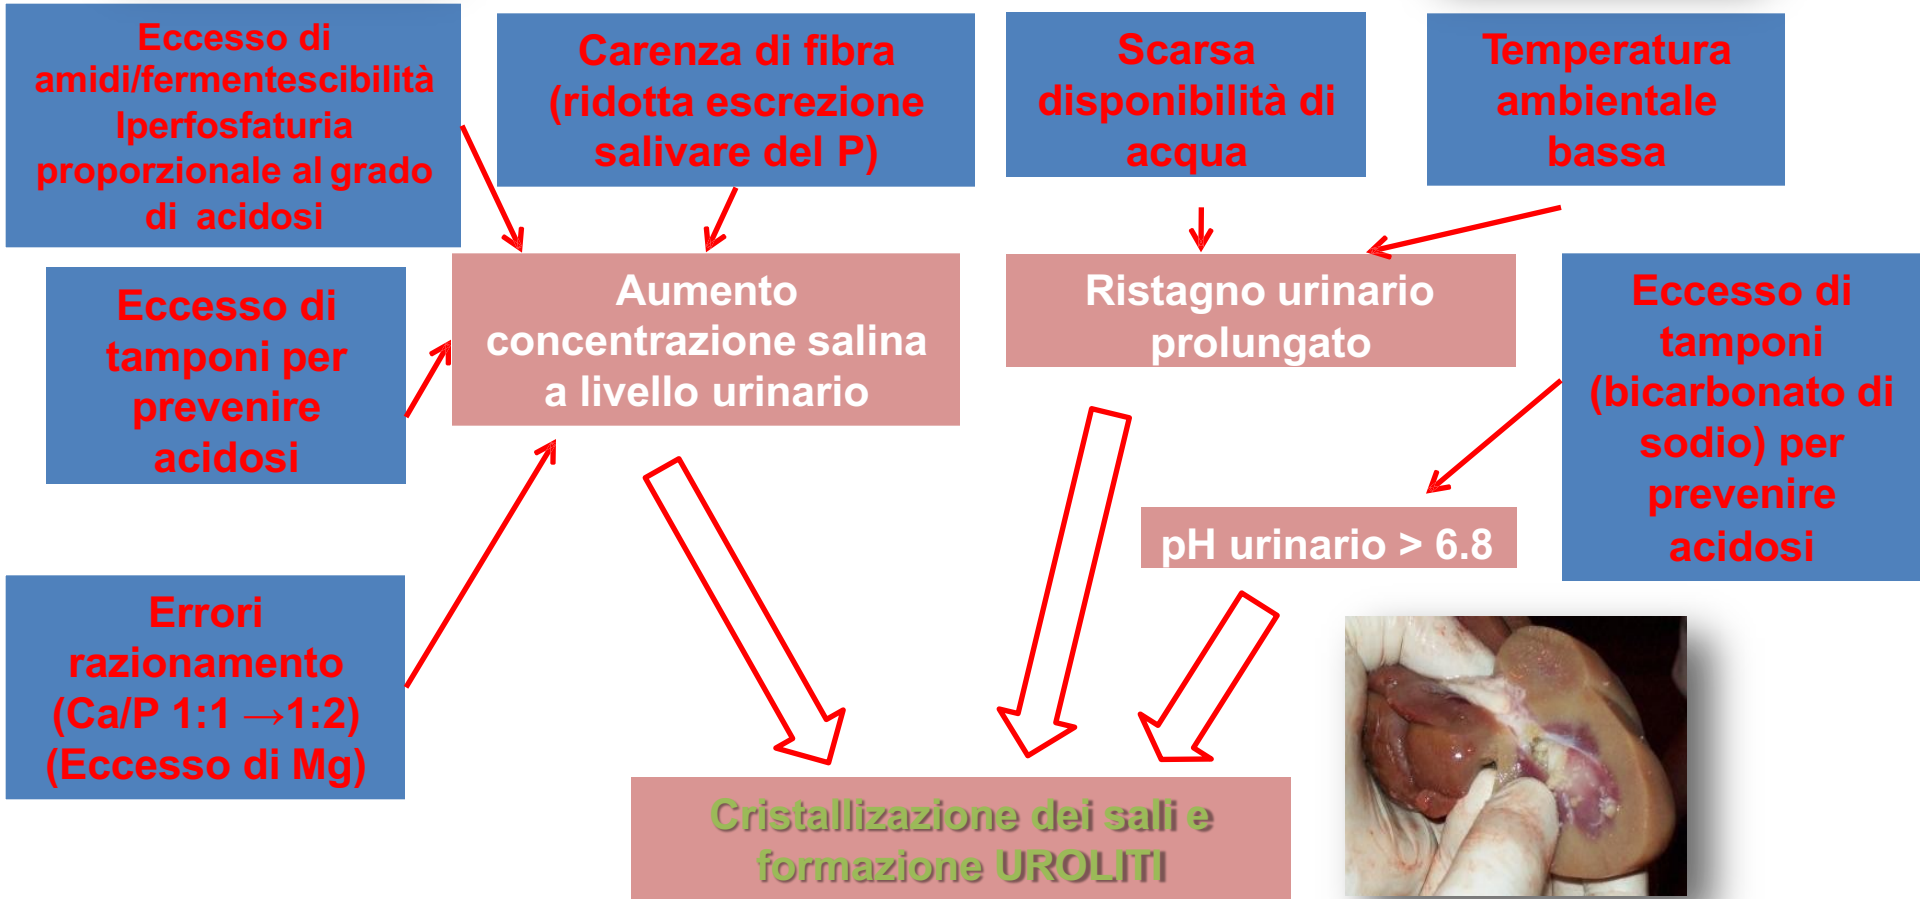 Eccesso di
amidi/fermentescibilità
Iperfosfaturia
proporzionale al grado
di acidosi
Carenza di fibra
(ridotta escrezione
salivare del P)
Scarsa
disponibilità di
acqua
Temperatura
ambientale
bassa
Eccesso di
tamponi per
prevenire
acidosi
Aumento
concentrazione salina
a livello urinario
Ristagno urinario
prolungato
Eccesso di
tamponi
(bicarbonato di
sodio) per
prevenire
acidosi
pH urinario > 6.8
Errori
razionamento
(Ca/P 1:1 →1:2)
(Eccesso di Mg)
Cristallizazione dei sali e
formazione UROLITI